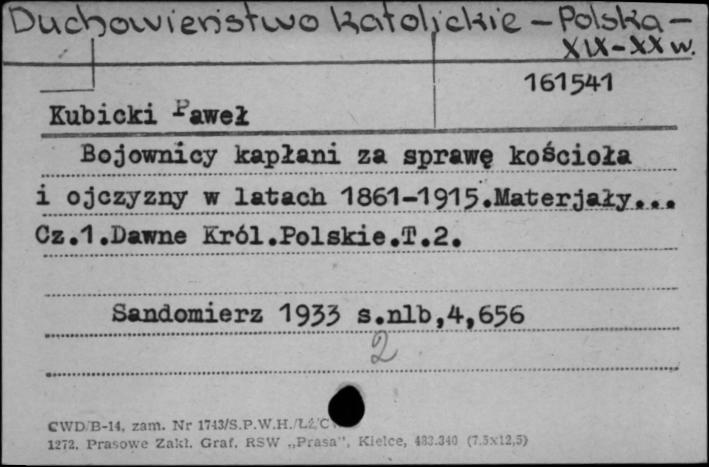 Duchowieństwo katolickie – Polska –
XIX–XX w.
161541
Kubicki Paweł
Bojownicy kapłani za sprawę kościoła
i ojczyzny w latach 1861–1915.Materjały...
Cz.1.Dawne Król.Polskie.T.2.
Sandomierz 1933 s.nlb,4,656
2
CWD/B-14, zam. Nr 1743/S.P.W.H./ŁŻ/C
1272. Prasowe Zakł. Graf. RSW „Prasa”, Kielce, 483.340 (7.5x12,5)